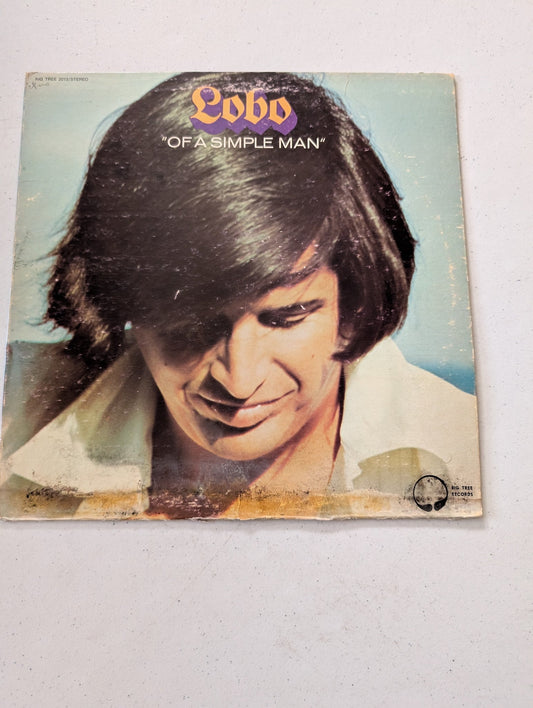 BIG TREE 2013/STEREO
Lobo
"OF A SIMPLE MAN"
BIG TREE
RECORDS